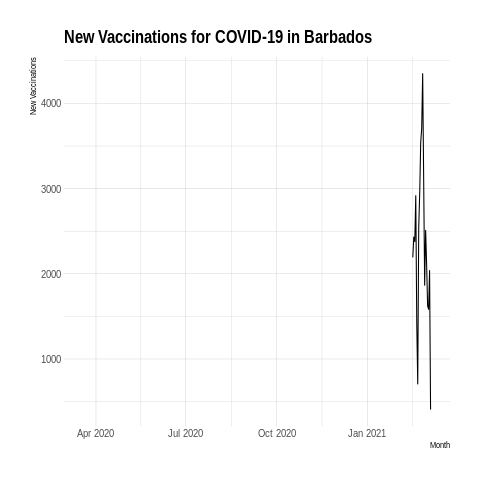 New Vaccinations for COVID-19 in Barbados
New Vaccinations
4000
3000
2000
1000
Apr 2020 Jul 2020 Oct 2020 Jan 2021
Month